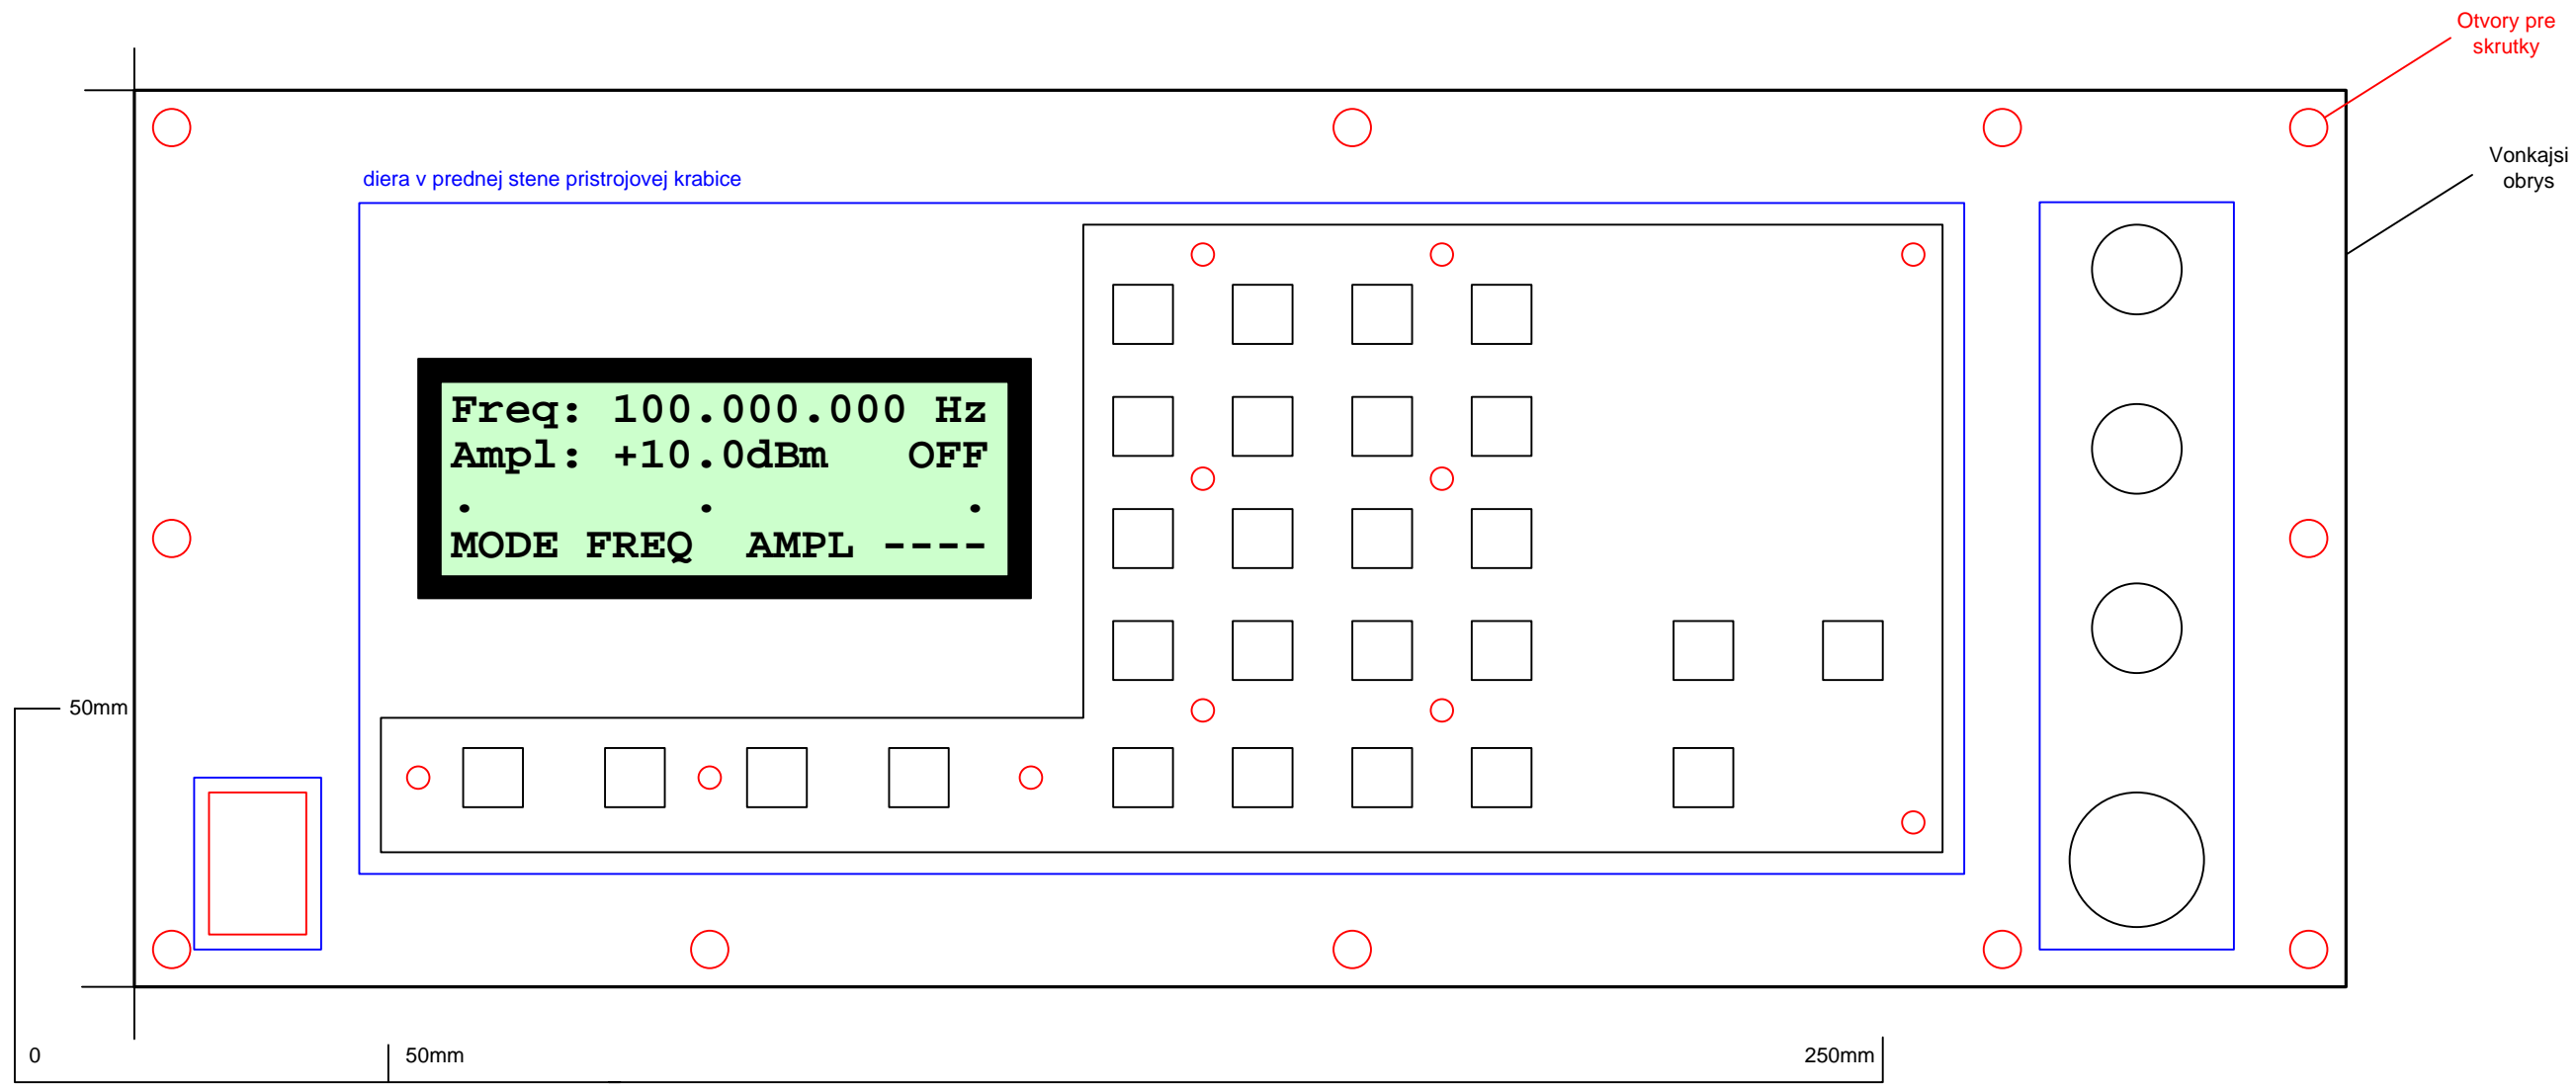 Otvory pre
skrutky
Vonkajsi
obrys
diera v prednej stene pristrojovej krabice
Freq: 100.000.000 Hz
Ampl: +10.0dBm   OFF
.        .         .
MODE FREQ  AMPL ----
50mm
0
50mm
250mm